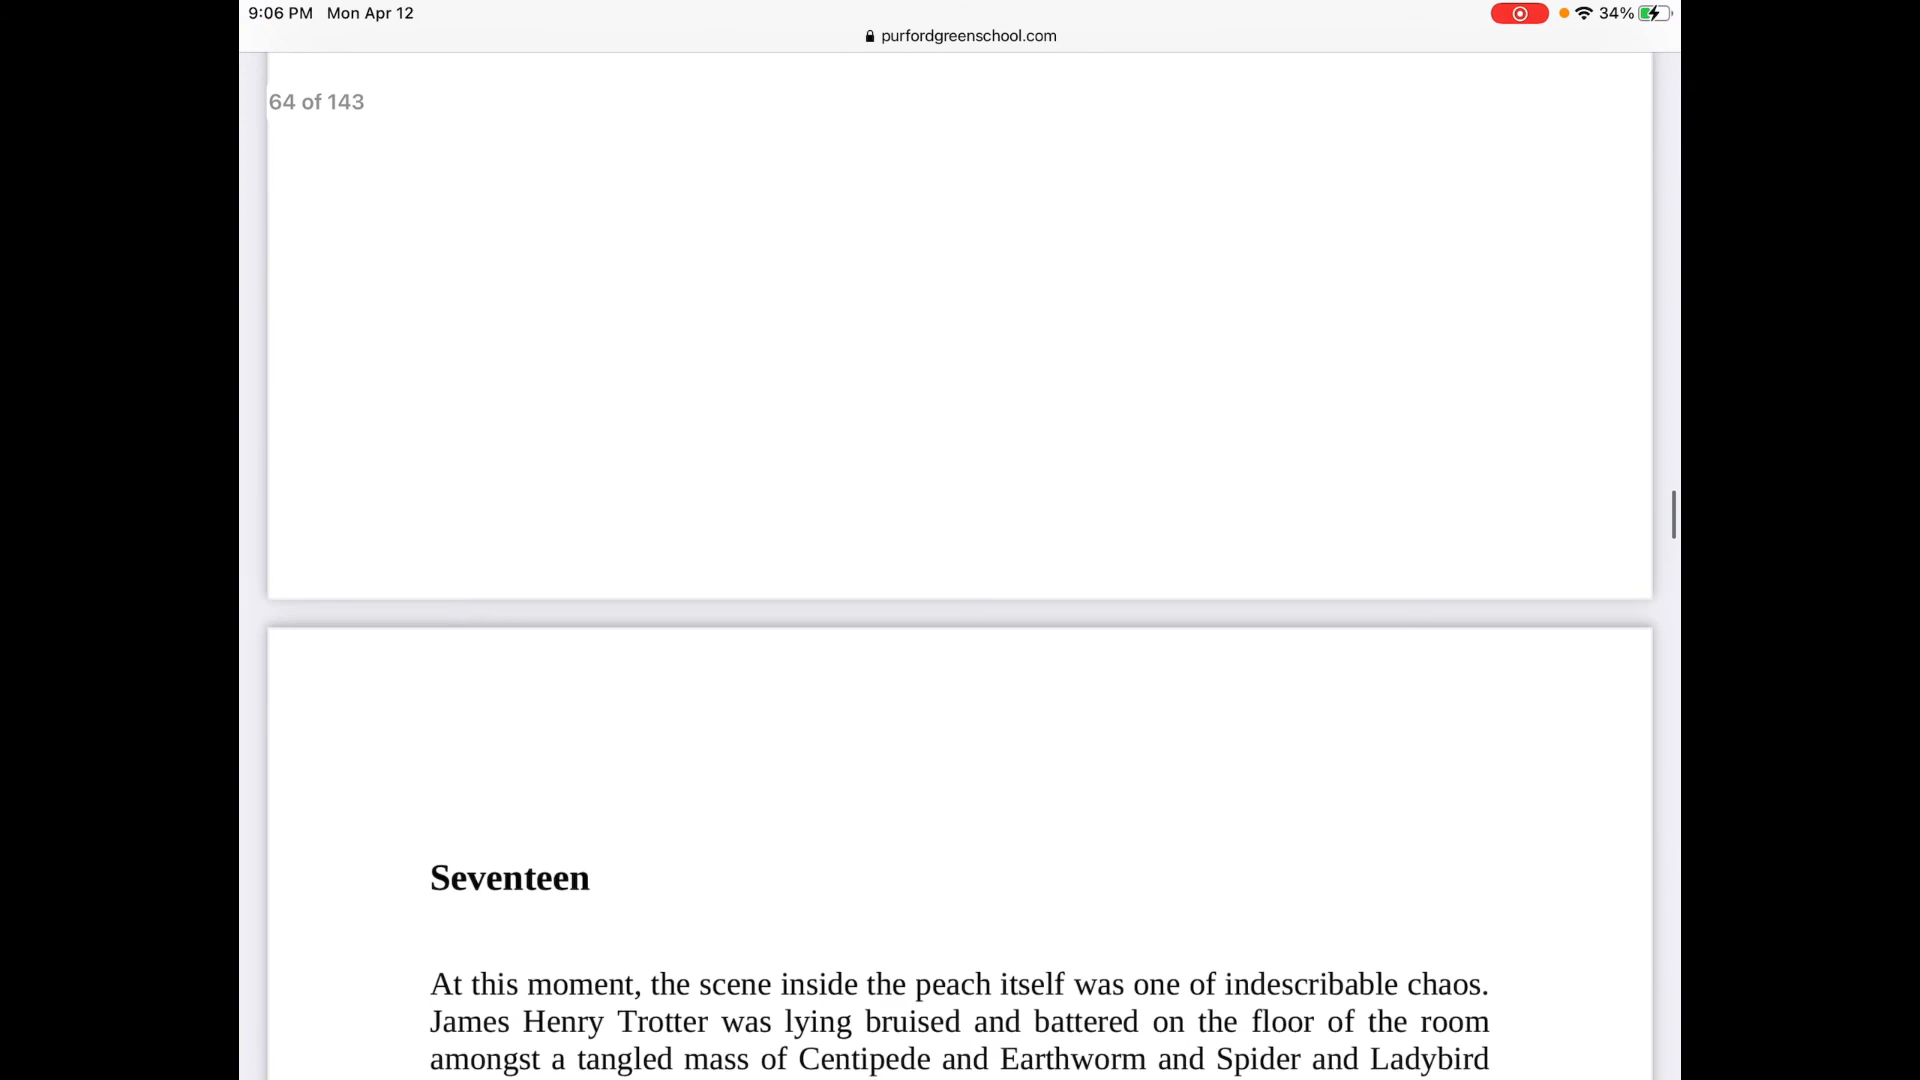 9:06 PM Mon Apr 12
34%
purfordgreenschool.com
64 of 143
Seventeen
At this moment, the scene inside the peach itself was one of indescribable chaos.
James Henry Trotter was lying bruised and battered on the floor of the room
amongst a tangled mass of Centipede and Earthworm and Spider and Ladybird